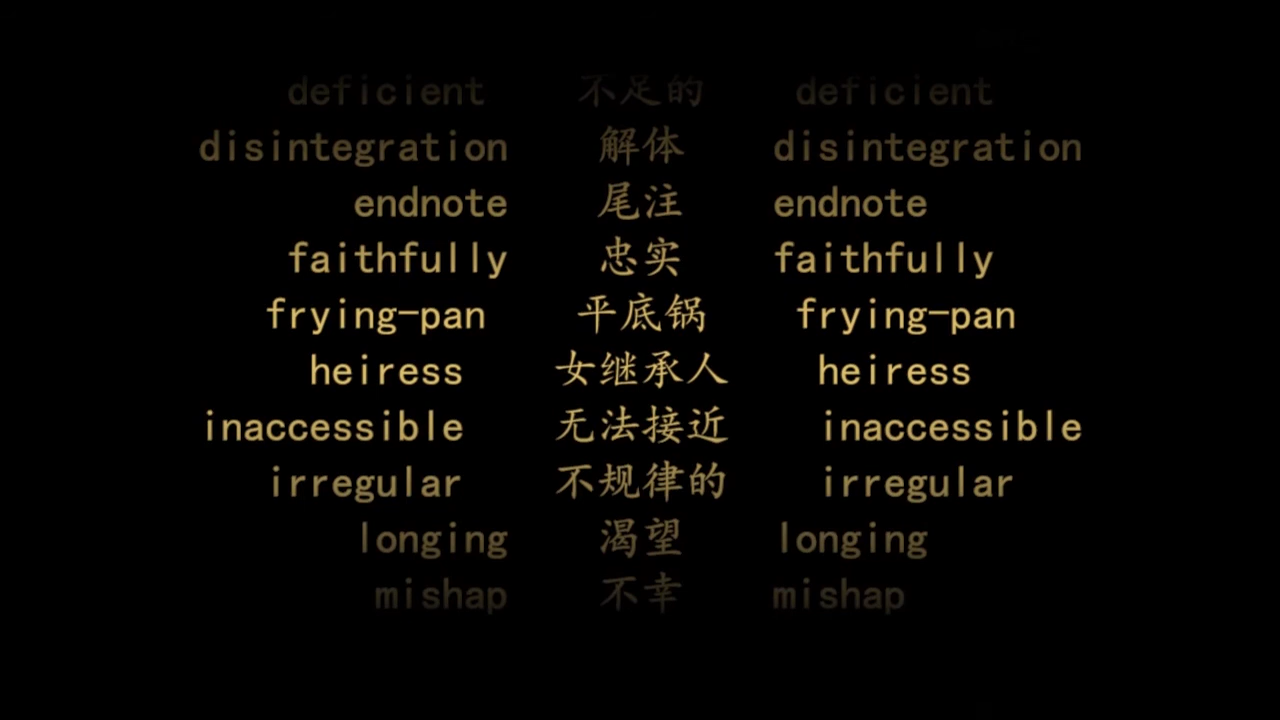 deficient 不足的 deficient
disintegration 解体 disintegration
endnote 尾注 endnote
faithfully 忠实 faithfully
frying-pan 平底锅 frying-pan
heiress 女继承人 heiress
inaccessible 无法接近 inaccessible
irregular 不规律的 irregular
longing 渴望 longing
mishap 不幸 mishap